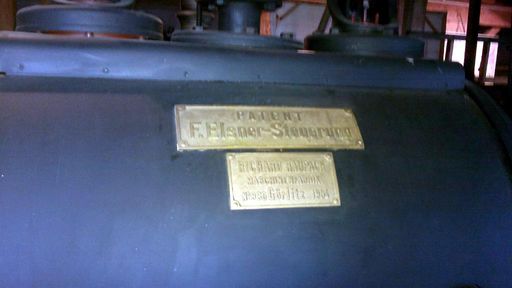 PATENT
F. Elsner-Steuerung
RICHARD RAUPACH
MASCHINENFABRIK
Görlitz 1904